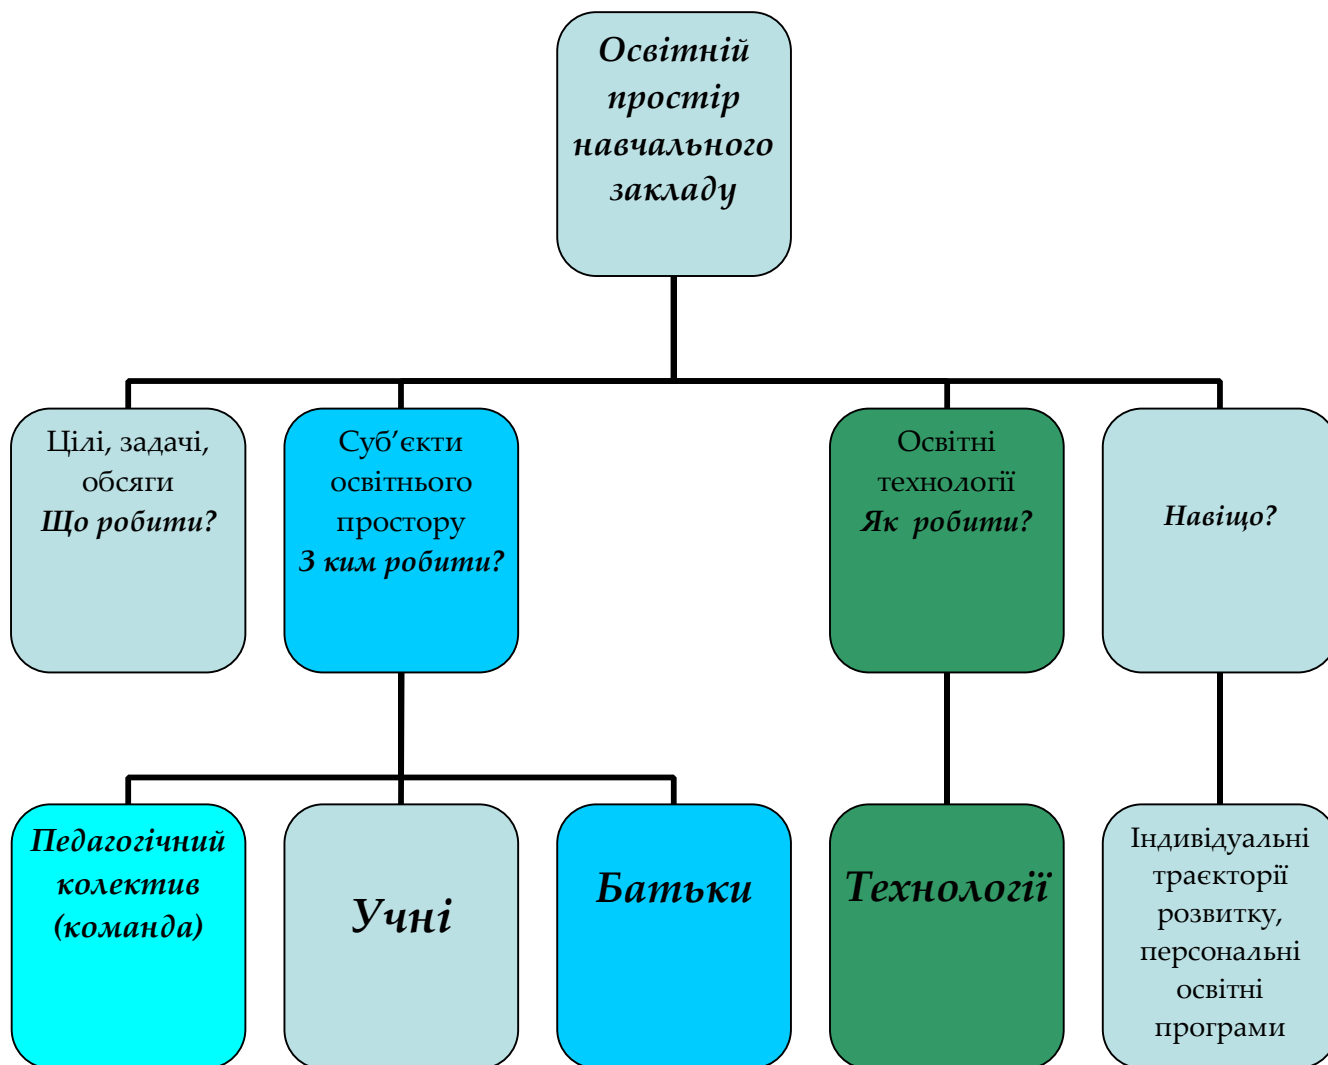 Освітній
простір
навчального
закладу
Цілі, задачі,
обсяги
Що робити?
Суб’єкти
освітнього
простору
З ким робити?
Освітні
технології
Як робити?
Навіщо?
Педагогічний
колектив
(команда)
Учні
Батьки
Технології
Індивідуальні
траєкторії
розвитку,
персональні
освітні
програми